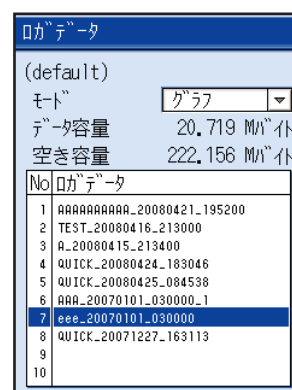 ロガデータ
(default)
モード グラフ
データ容量 20.719 Mバイト
空き容量 222.156 Mバイト
No ロガデータ
1 AAAAAAAAAA_20080421_195200
2 TEST_20080416_213000
3 A_20080415_213400
4 QUICK_20080424_183046
5 QUICK_20080425_084538
6 AAA_20070101_030000_1
7 eee_20070101_030000
8 QUICK_20071227_163113
9
10